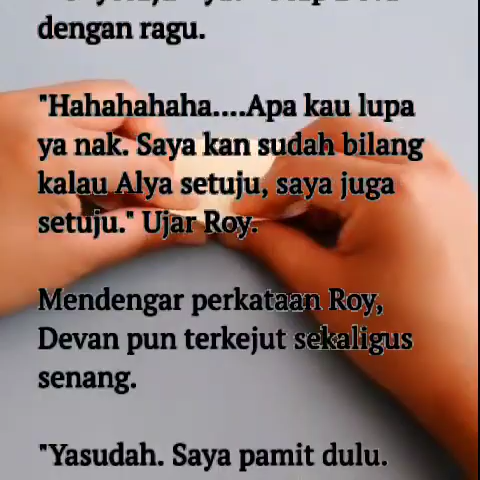 dengan ragu.
"Hahahahaha....Apa kau lupa
ya nak. Saya kan sudah bilang
kalau Alya setuju, saya juga
setuju." Ujar Roy.
Mendengar perkataan Roy,
Devan pun terkejut sekaligus
senang.
"Yasudah. Saya pamit dulu.